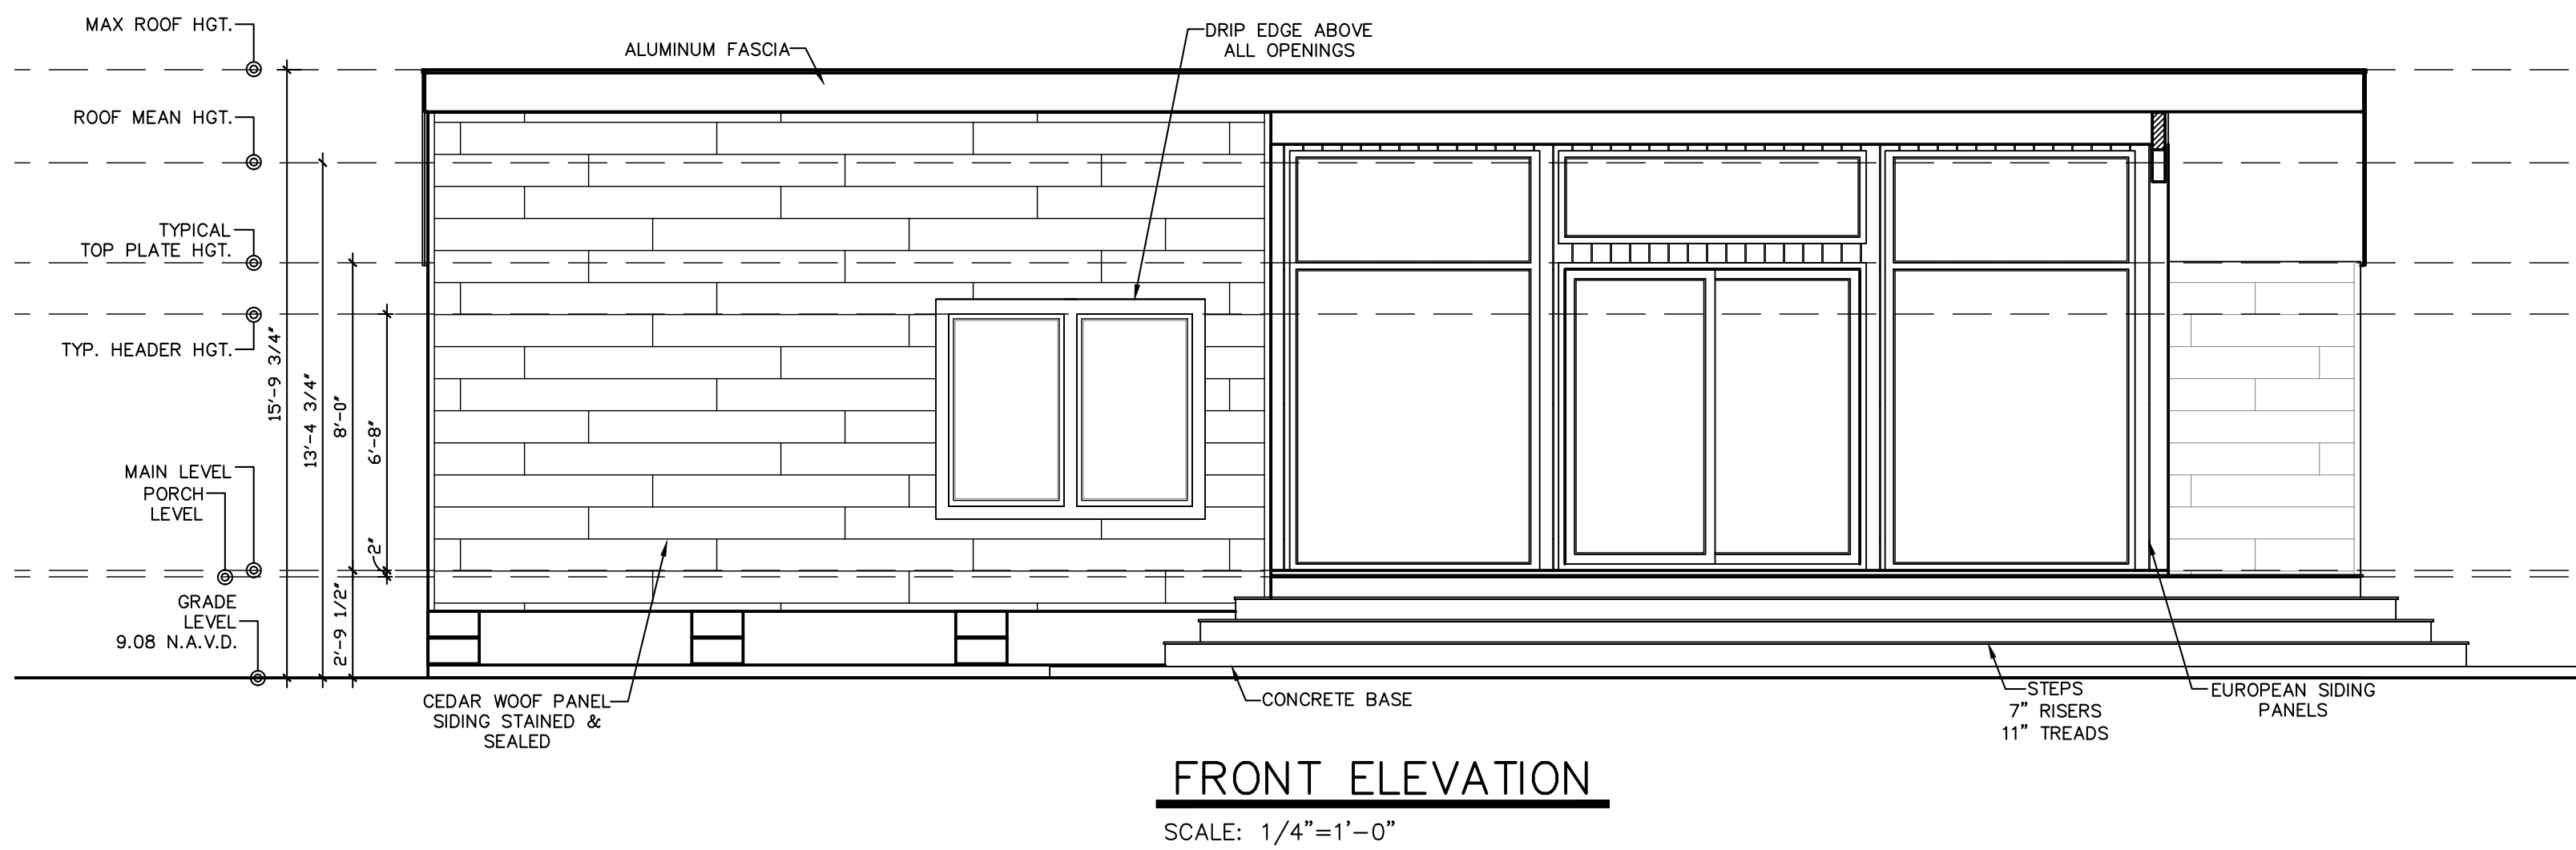 MAX ROOF HGT.
ROOF MEAN HGT.
TYPICAL
TOP PLATE HGT.
TYP. HEADER HGT.
MAIN LEVEL
PORCH
LEVEL
GRADE
LEVEL
9.08 N.A.V.D.
15'-9 3/4"
13'-4 3/4"
8'-0"
2'-9 1/2"
6'-8"
2"
ALUMINUM FASCIA
DRIP EDGE ABOVE
ALL OPENINGS
CEDAR WOOF PANEL
SIDING STAINED &
SEALED
CONCRETE BASE
STEPS
7" RISERS
11" TREADS
EUROPEAN SIDING
PANELS
FRONT ELEVATION
SCALE: 1/4"=1'-0"